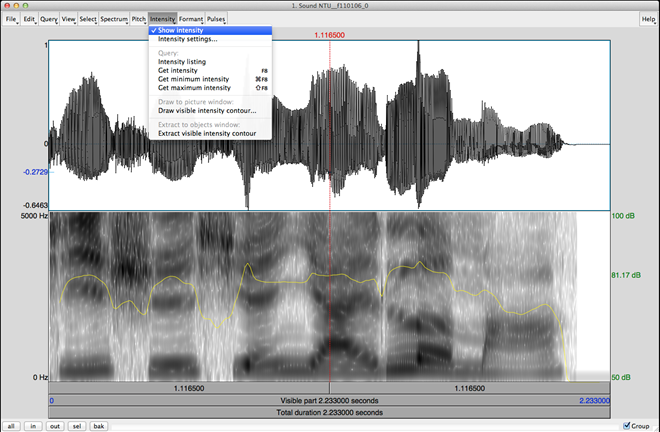 1. Sound NTU__f110106_0
File Edit Query View Select Spectrum Pitch Intensity Formant Pulses Help
✓ Show intensity
Intensity settings...
Query:
Intensity listing
Get intensity F8
Get minimum intensity ⌘F8
Get maximum intensity ⇧F8
Draw to picture window:
Draw visible intensity contour...
Extract to objects window:
Extract visible intensity contour
1.116500
1
0
-0.2729
-0.6463
5000 Hz
100 dB
81.17 dB
0 Hz
50 dB
1.116500 1.116500
0 Visible part 2.233000 seconds 2.233000
Total duration 2.233000 seconds
all in out sel bak Group